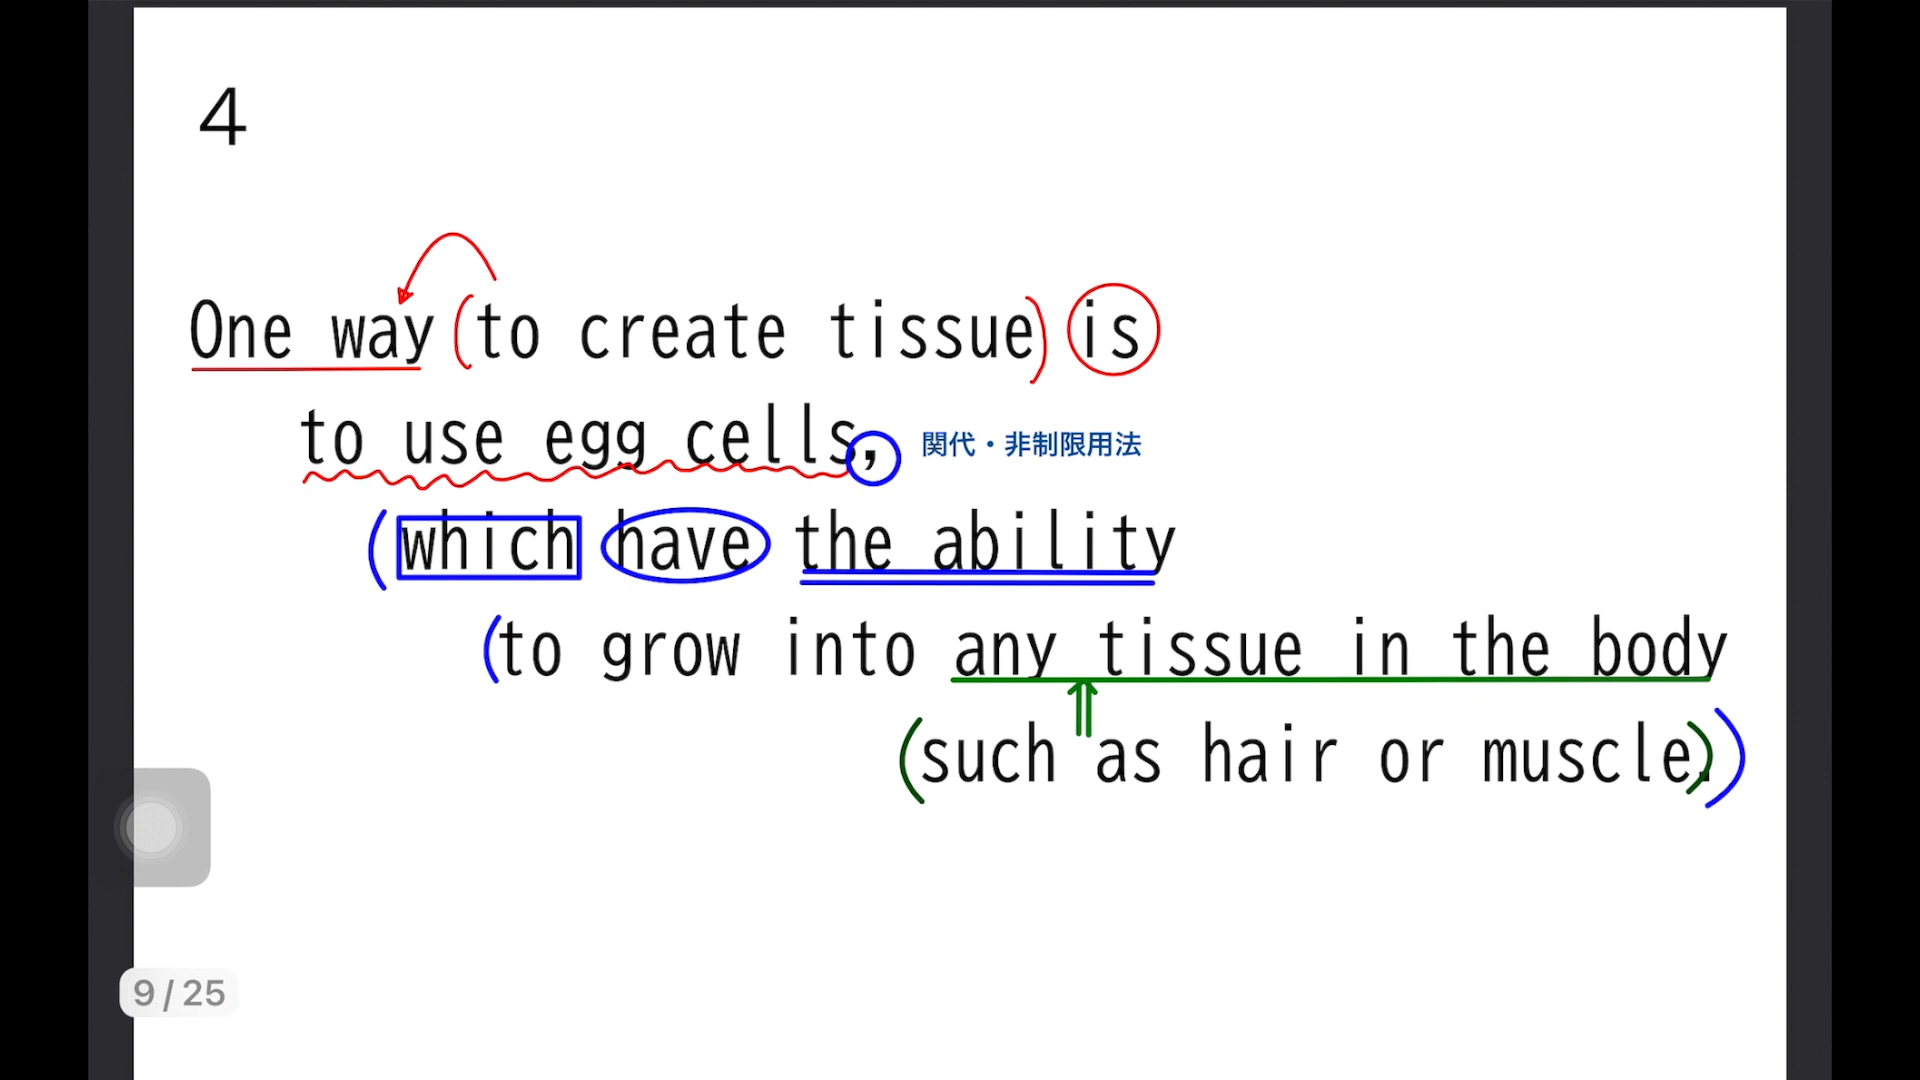 4
One way (to create tissue) is
to use egg cells, 関代・非制限用法
(which have the ability
(to grow into any tissue in the body
(such as hair or muscle.))
9 / 25